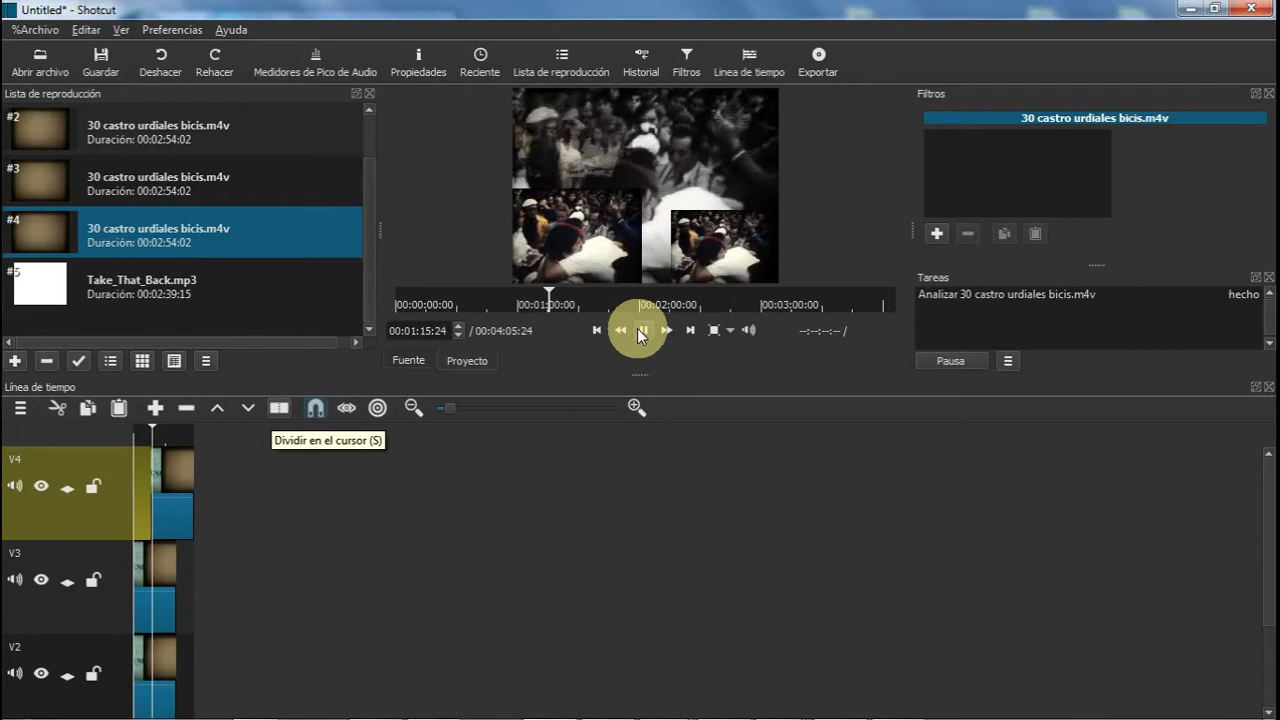 Untitled* - Shotcut
%Archivo Editar Ver Preferencias Ayuda
Abrir archivo Guardar Deshacer Rehacer Medidores de Pico de Audio Propiedades Reciente Lista de reproducción Historial Filtros Linea de tiempo Exportar
Lista de reproducción
#2
30 castro urdiales bicis.m4v
Duración: 00:02:54:02
#3
30 castro urdiales bicis.m4v
Duración: 00:02:54:02
#4
30 castro urdiales bicis.m4v
Duración: 00:02:54:02
#5
Take_That_Back.mp3
Duración: 00:02:39:15
00:00:00:00 00:01:00:00 00:02:00:00 00:03:00:00
00:01:15:24 / 00:04:05:24 --:--:--:-- /
Fuente Proyecto
Filtros
30 castro urdiales bicis.m4v
Tareas
Analizar 30 castro urdiales bicis.m4v hecho
Pausa
Línea de tiempo
Dividir en el cursor (S)
V4
V3
V2